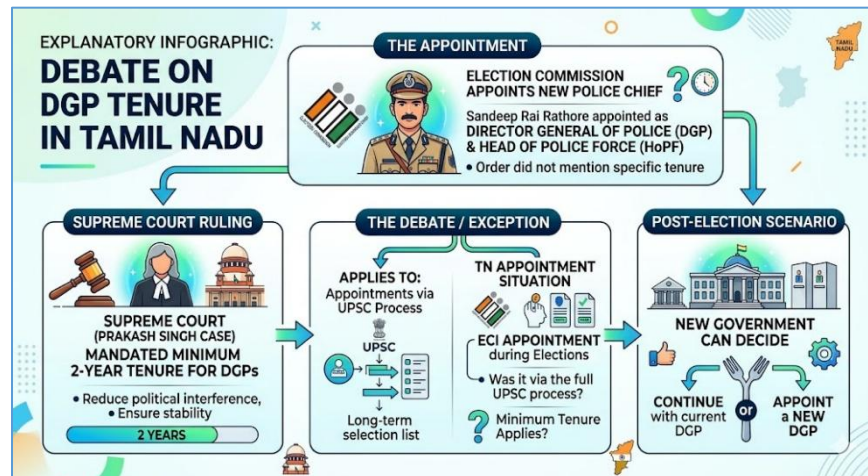 EXPLANATORY INFOGRAPHIC:
DEBATE ON
DGP TENURE
IN TAMIL NADU
THE APPOINTMENT
ELECTION COMMISSION
APPOINTS NEW POLICE CHIEF
?
Sandeep Rai Rathore appointed as
DIRECTOR GENERAL OF POLICE (DGP)
& HEAD OF POLICE FORCE (HoPF)
• Order did not mention specific tenure
TAMIL
NADU
SUPREME COURT RULING
SUPREME COURT
(PRAKASH SINGH CASE)
MANDATED MINIMUM
2-YEAR TENURE FOR DGPs
• Reduce political interference,
• Ensure stability
2 YEARS
THE DEBATE / EXCEPTION
APPLIES TO:
Appointments via
UPSC Process
UPSC
Long-term
selection list
TN APPOINTMENT
SITUATION
ECI APPOINTMENT
during Elections
Was it via the full
UPSC process?
? Minimum Tenure
Applies?
POST-ELECTION SCENARIO
NEW GOVERNMENT
CAN DECIDE
CONTINUE
with current
DGP
or
APPOINT
a NEW
DGP